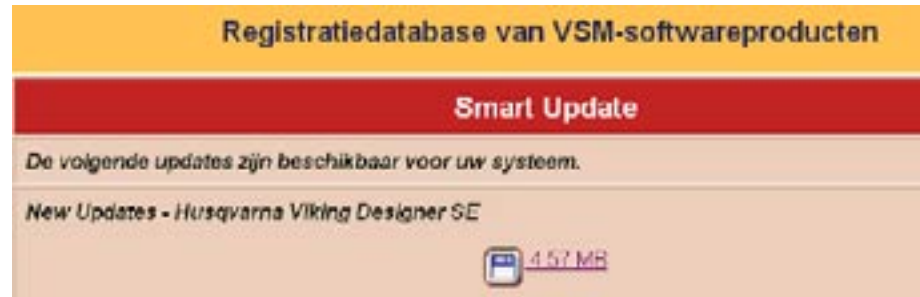 Registratiedatabase van VSM-softwareproducten
Smart Update
De volgende updates zijn beschikbaar voor uw systeem.
New Updates - Husqvarna Viking Designer SE
4.57 MB